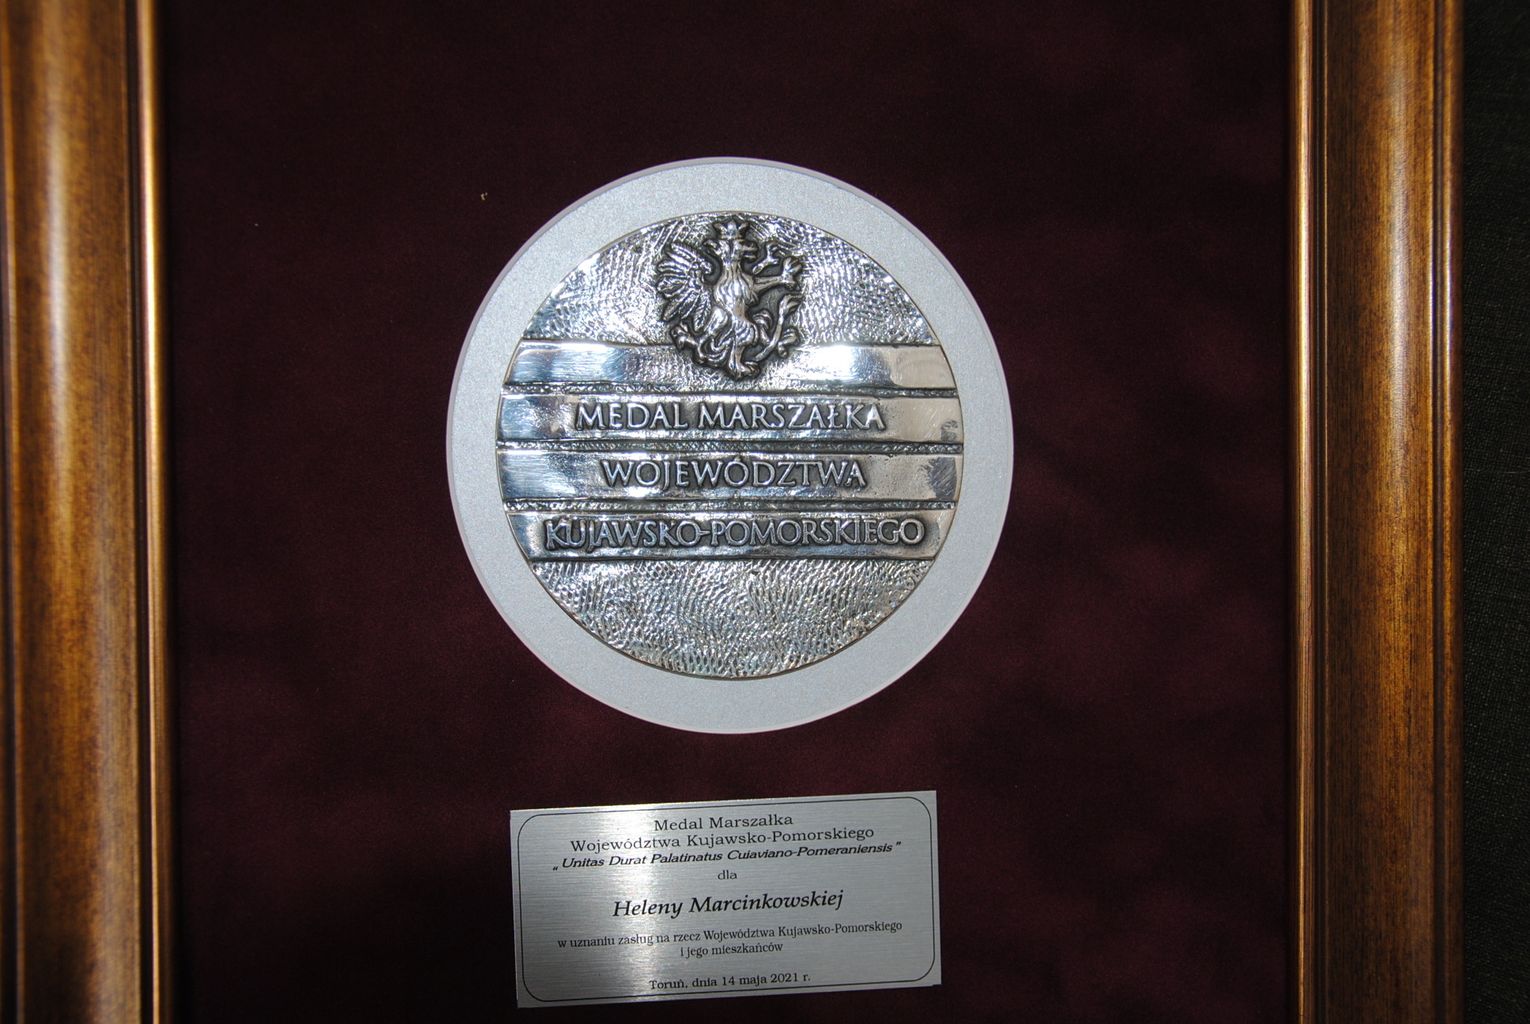 MEDAL MARSZAŁKA
WOJEWÓDZTWA
KUJAWSKO-POMORSKIEGO
Medal Marszałka
Województwa Kujawsko-Pomorskiego
„Unitas Durat Palatinatus Cuiaviano-Pomeraniensis”
dla
Heleny Marcinkowskiej
w uznaniu zasług na rzecz Województwa Kujawsko-Pomorskiego
i jego mieszkańców
Toruń, dnia 14 maja 2021 r.